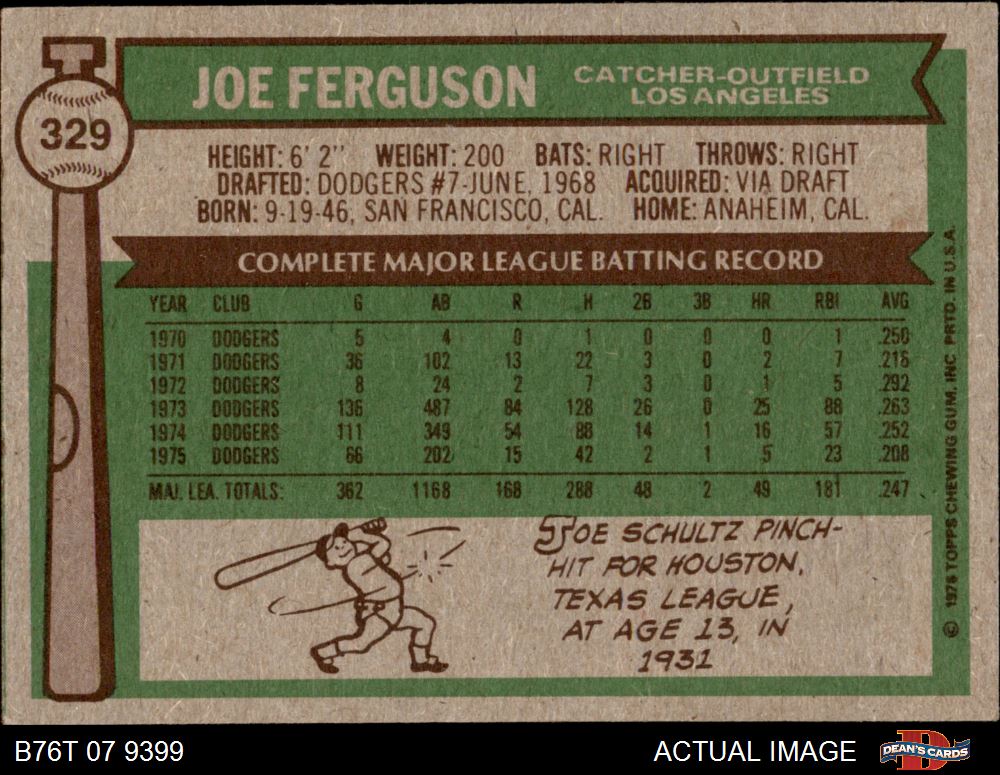 329
JOE FERGUSON
CATCHER-OUTFIELD
LOS ANGELES
HEIGHT: 6' 2" WEIGHT: 200 BATS: RIGHT THROWS: RIGHT
DRAFTED: DODGERS #7-JUNE, 1968 ACQUIRED: VIA DRAFT
BORN: 9-19-46, SAN FRANCISCO, CAL. HOME: ANAHEIM, CAL.
COMPLETE MAJOR LEAGUE BATTING RECORD
YEAR CLUB G AB R H 2B 3B HR RBI AVG
1970 DODGERS 5 4 0 1 0 0 0 1 .250
1971 DODGERS 36 102 13 22 3 0 2 7 .216
1972 DODGERS 8 24 2 7 3 0 1 5 .292
1973 DODGERS 136 487 84 128 26 0 25 88 .263
1974 DODGERS 111 349 54 88 14 1 16 57 .252
1975 DODGERS 66 202 15 42 2 1 5 23 .208
MAJ. LEA. TOTALS: 362 1168 168 288 48 2 49 181 .247
JOE SCHULTZ PINCH-
HIT FOR HOUSTON,
TEXAS LEAGUE,
AT AGE 13, IN
1931
© 1976 TOPPS CHEWING GUM, INC PRTD. IN U.S.A.
B76T 07 9399
ACTUAL IMAGE
DEAN'S CARDS